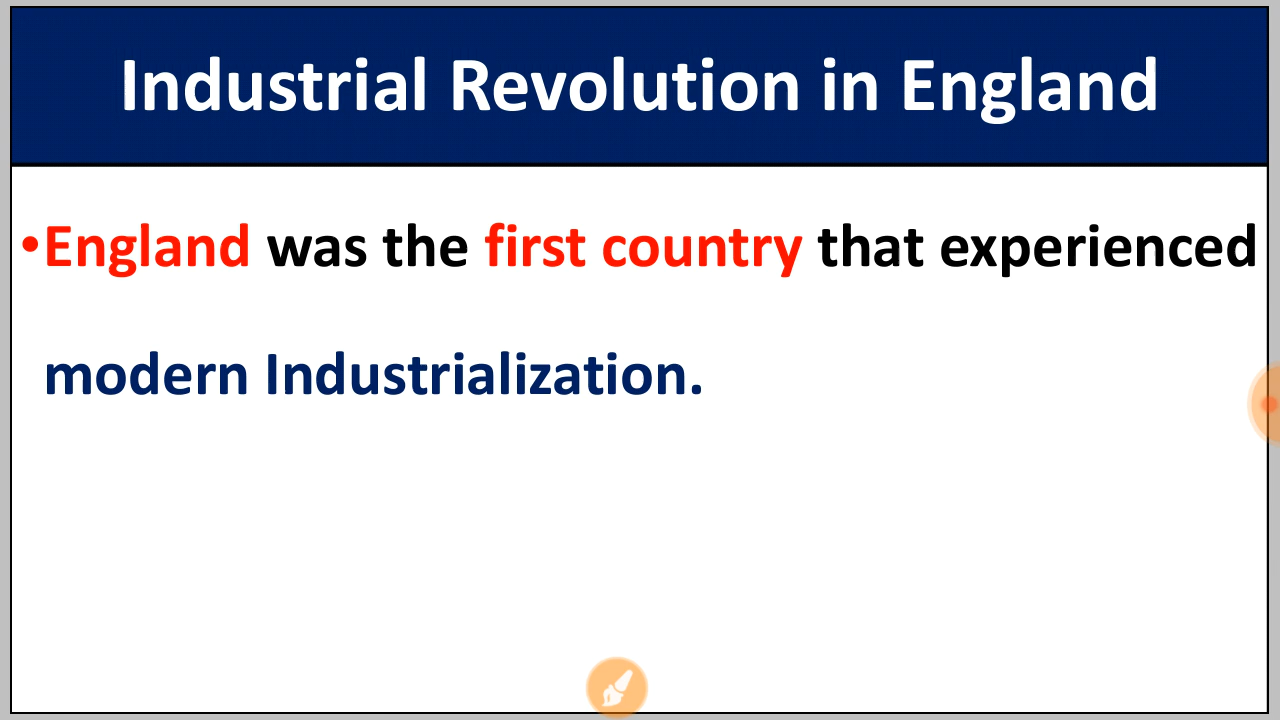 Industrial Revolution in England
•England was the first country that experienced
modern Industrialization.